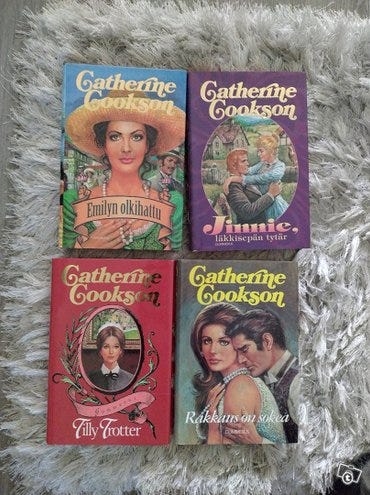 Catherine
Cookson
Emilyn olkihattu
Catherine
Cookson
Jinnie,
läkkisepän tytär
GUMMERUS
Catherine
Cookson
Tilly Trotter
Catherine
Cookson
Rakkaus on sokea
GUMMERUS